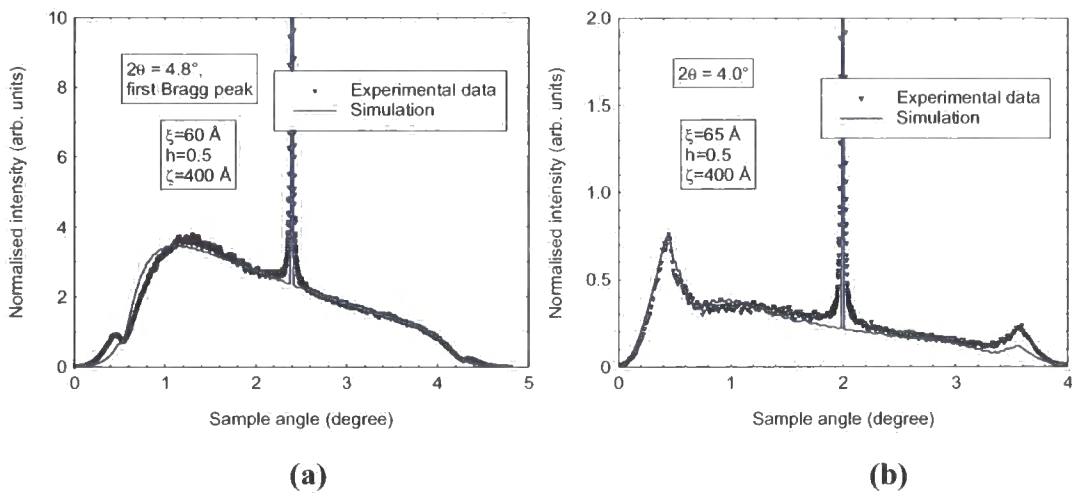 10
8
6
4
2
0
Normalised intensity (arb. units)
2θ = 4.8°,
first Bragg peak
ξ=60 Å
h=0.5
ζ=400 Å
Experimental data
Simulation
0 1 2 3 4 5
Sample angle (degree)
(a)
2.0
1.5
1.0
0.5
0.0
Normalised intensity (arb. units)
2θ = 4.0°
ξ=65 Å
h=0.5
ζ=400 Å
Experimental data
Simulation
0 1 2 3 4
Sample angle (degree)
(b)